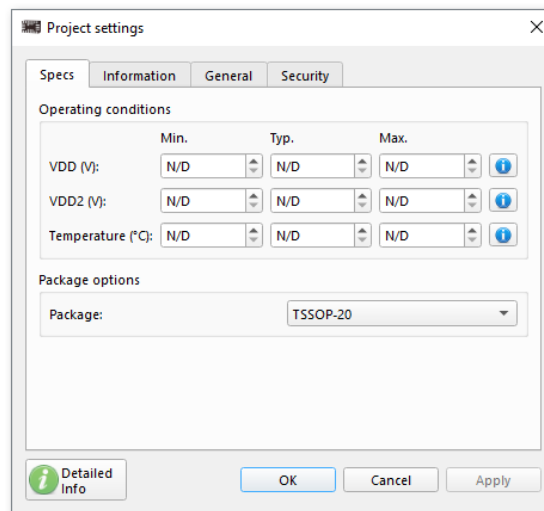 Project settings
Specs Information General Security
Operating conditions
Min. Typ. Max.
VDD (V): N/D N/D N/D
VDD2 (V): N/D N/D N/D
Temperature (°C): N/D N/D N/D
Package options
Package: TSSOP-20
Detailed
Info
OK Cancel Apply